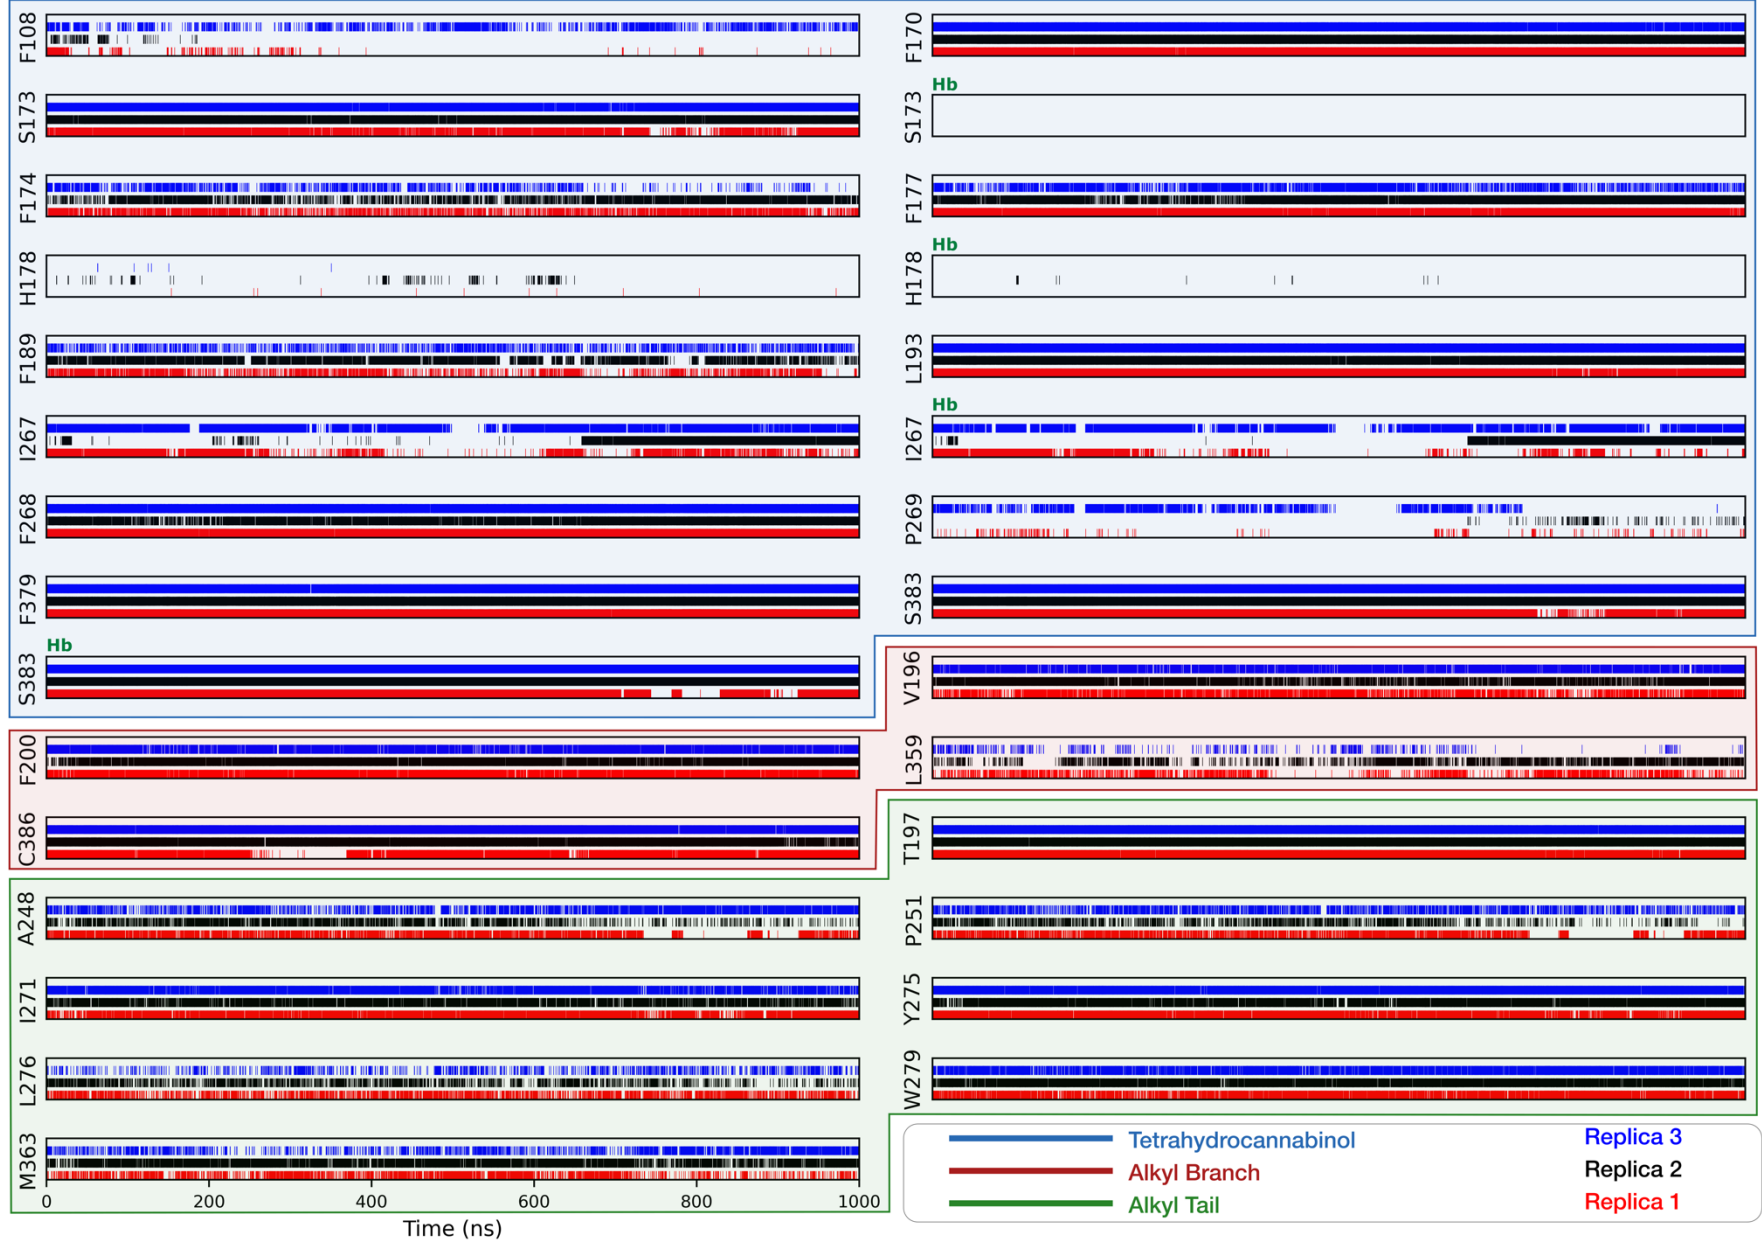 F108
F170
S173
Hb
S173
F174
F177
H178
Hb
H178
F189
L193
I267
Hb
I267
F268
P269
F379
S383
Hb
S383
V196
F200
L359
C386
T197
A248
P251
I271
Y275
L276
W279
M363
0 200 400 600 800 1000
Time (ns)
Tetrahydrocannabinol Replica 3
Alkyl Branch Replica 2
Alkyl Tail Replica 1